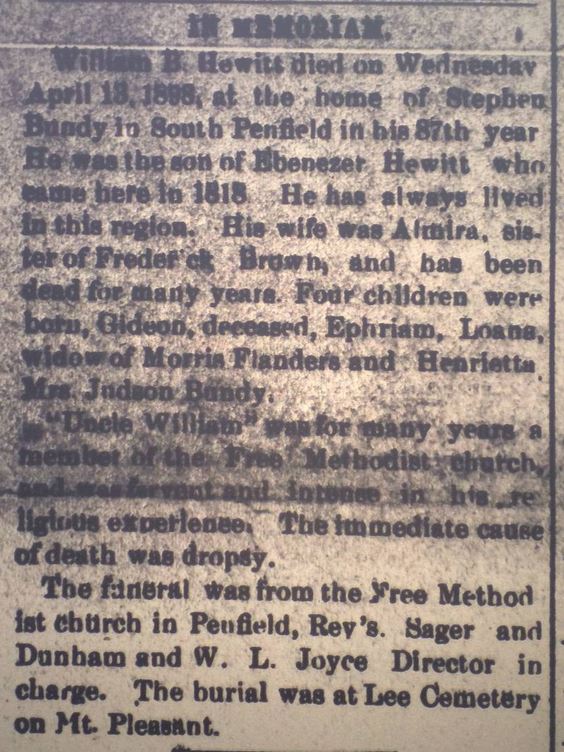 IN MEMORIAM.
William B. Hewitt died on Wednesday
April 13, 1898, at the home of Stephen
Bundy in South Penfield in his 87th year
He was the son of Ebenezer Hewitt who
came here in 1818 He has always lived
in this region. His wife was Almira, sis-
ter of Freder ck Brown, and has been
dead for many years. Four children were
born, Gideon, deceased, Ephriam, Loana,
widow of Morris Flanders and Henrietta
Mrs Judson Bundy.
"Uncle William" was for many years a
member of the Free Methodist church,
and was fervent and intense in his re
ligious experience. The immediate cause
of death was dropsy.
The funeral was from the Free Method
ist church in Penfield, Rev's. Sager and
Dunham and W. L. Joyce Director in
charge. The burial was at Lee Cemetery
on Mt. Pleasant.